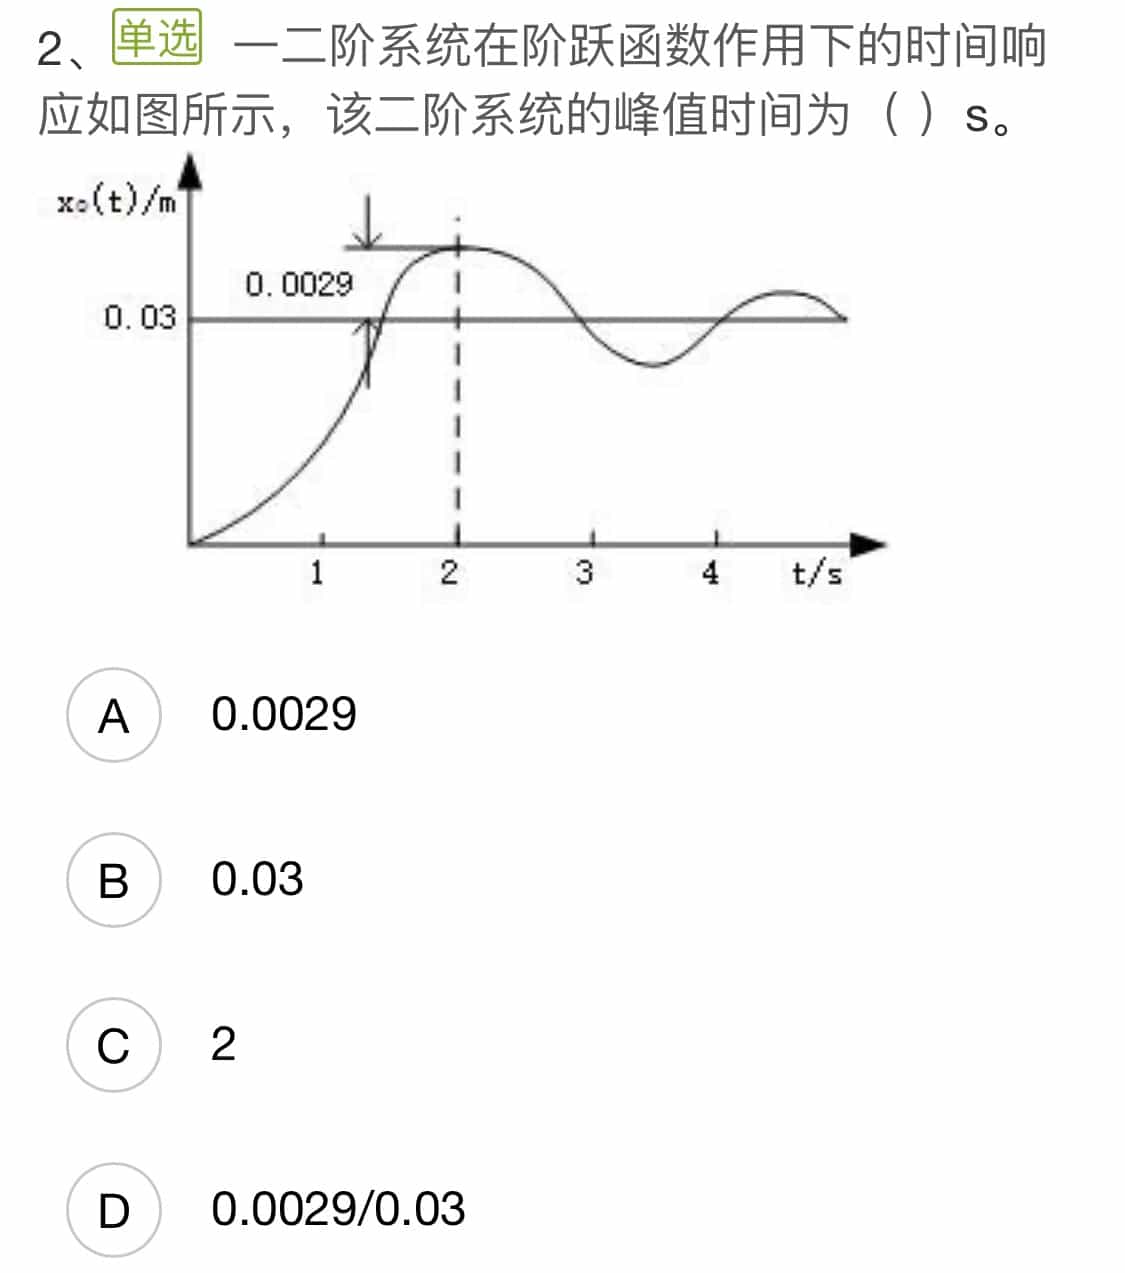 2、单选 一二阶系统在阶跃函数作用下的时间响
应如图所示，该二阶系统的峰值时间为（ ）s。
x₀(t)/m
0.0029
0.03
1 2 3 4 t/s
A 0.0029
B 0.03
C 2
D 0.0029/0.03